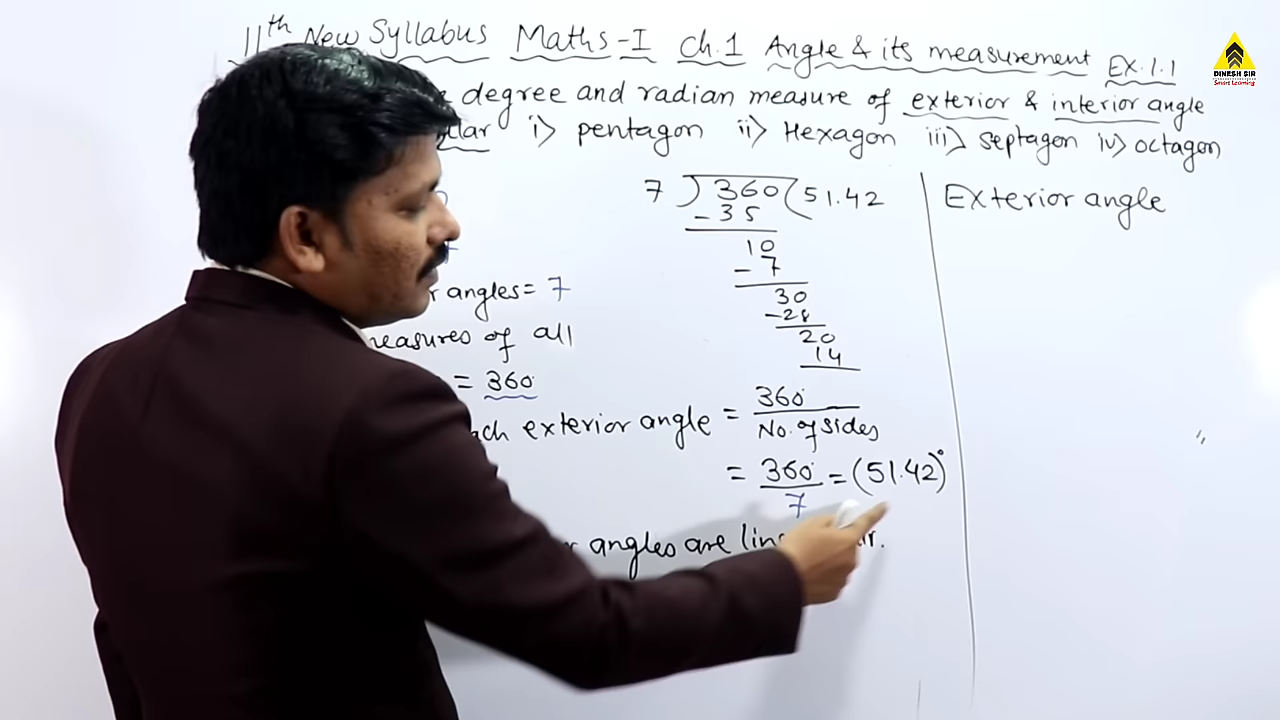 11th New Syllabus Maths-I Ch.1 Angle & its measurement Ex.1.1
degree and radian measure of exterior & interior angle
i) pentagon ii) Hexagon iii) septagon iv) octagon
7 ) 360 ( 51.42
-35
10
-7
30
-28
20
14
angles = 7
measures of all
= 360°
each exterior angle = 360° / No. of sides
= 360° / 7 = (51.42)°
angles are
Exterior angle
DINESH SIR
Smart Learning